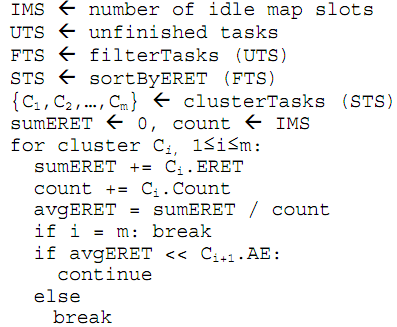 IMS ← number of idle map slots
UTS ← unfinished tasks
FTS ← filterTasks (UTS)
STS ← sortByERET (FTS)
{C₁,C₂,…,Cₘ} ← clusterTasks (STS)
sumERET ← 0, count ← IMS
for cluster Cᵢ, 1≤i≤m:
sumERET += Cᵢ.ERET
count += Cᵢ.Count
avgERET = sumERET / count
if i = m: break
if avgERET << Cᵢ₊₁.AE:
continue
else
break